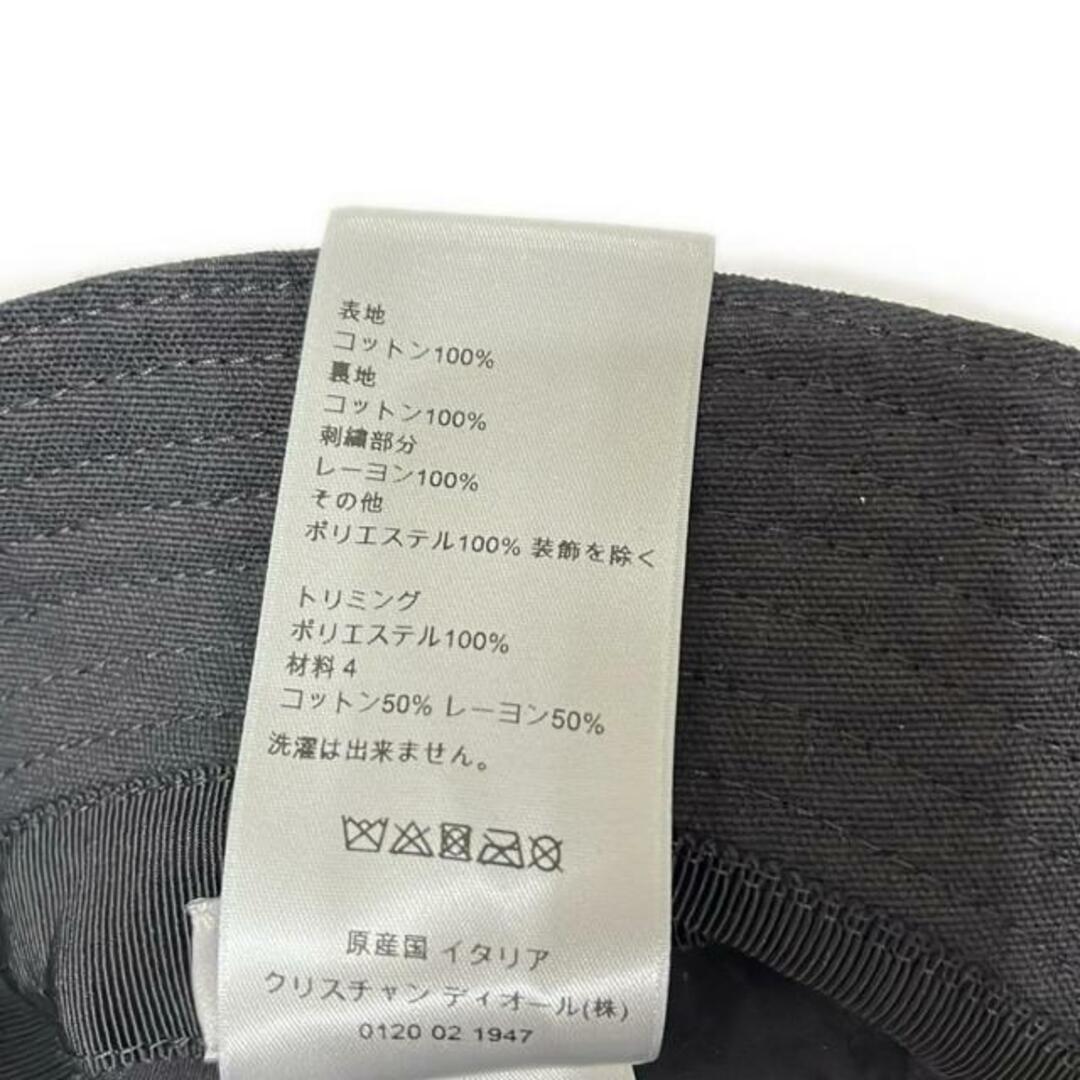 表地
コットン100%
裏地
コットン100%
刺繍部分
レーヨン100%
その他
ポリエステル100% 装飾を除く
トリミング
ポリエステル100%
材料 4
コットン50% レーヨン50%
洗濯は出来ません。
原産国 イタリア
クリスチャン ディオール(株)
0120 02 1947